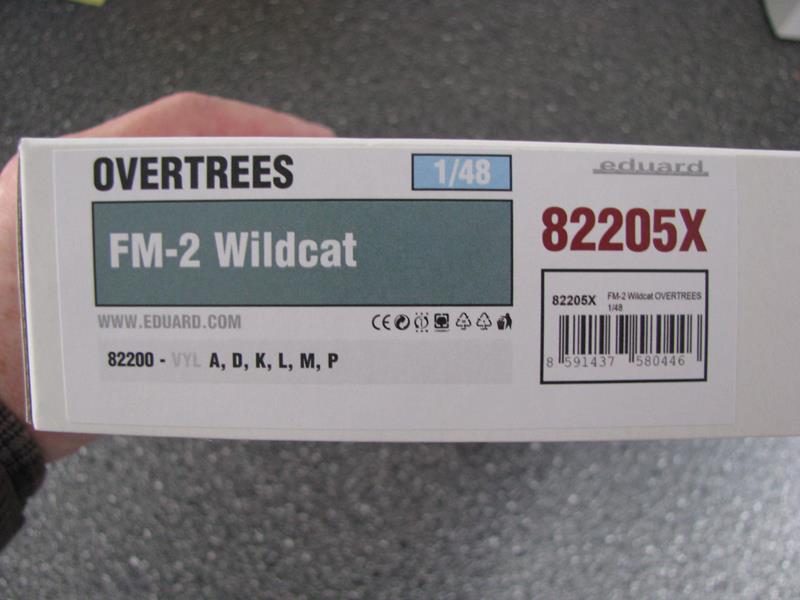 OVERTREES
1/48
eduard
FM-2 Wildcat
82205X
WWW.EDUARD.COM
82205X FM-2 Wildcat OVERTREES
1/48
82200 - VYL A, D, K, L, M, P
8 591437 580446